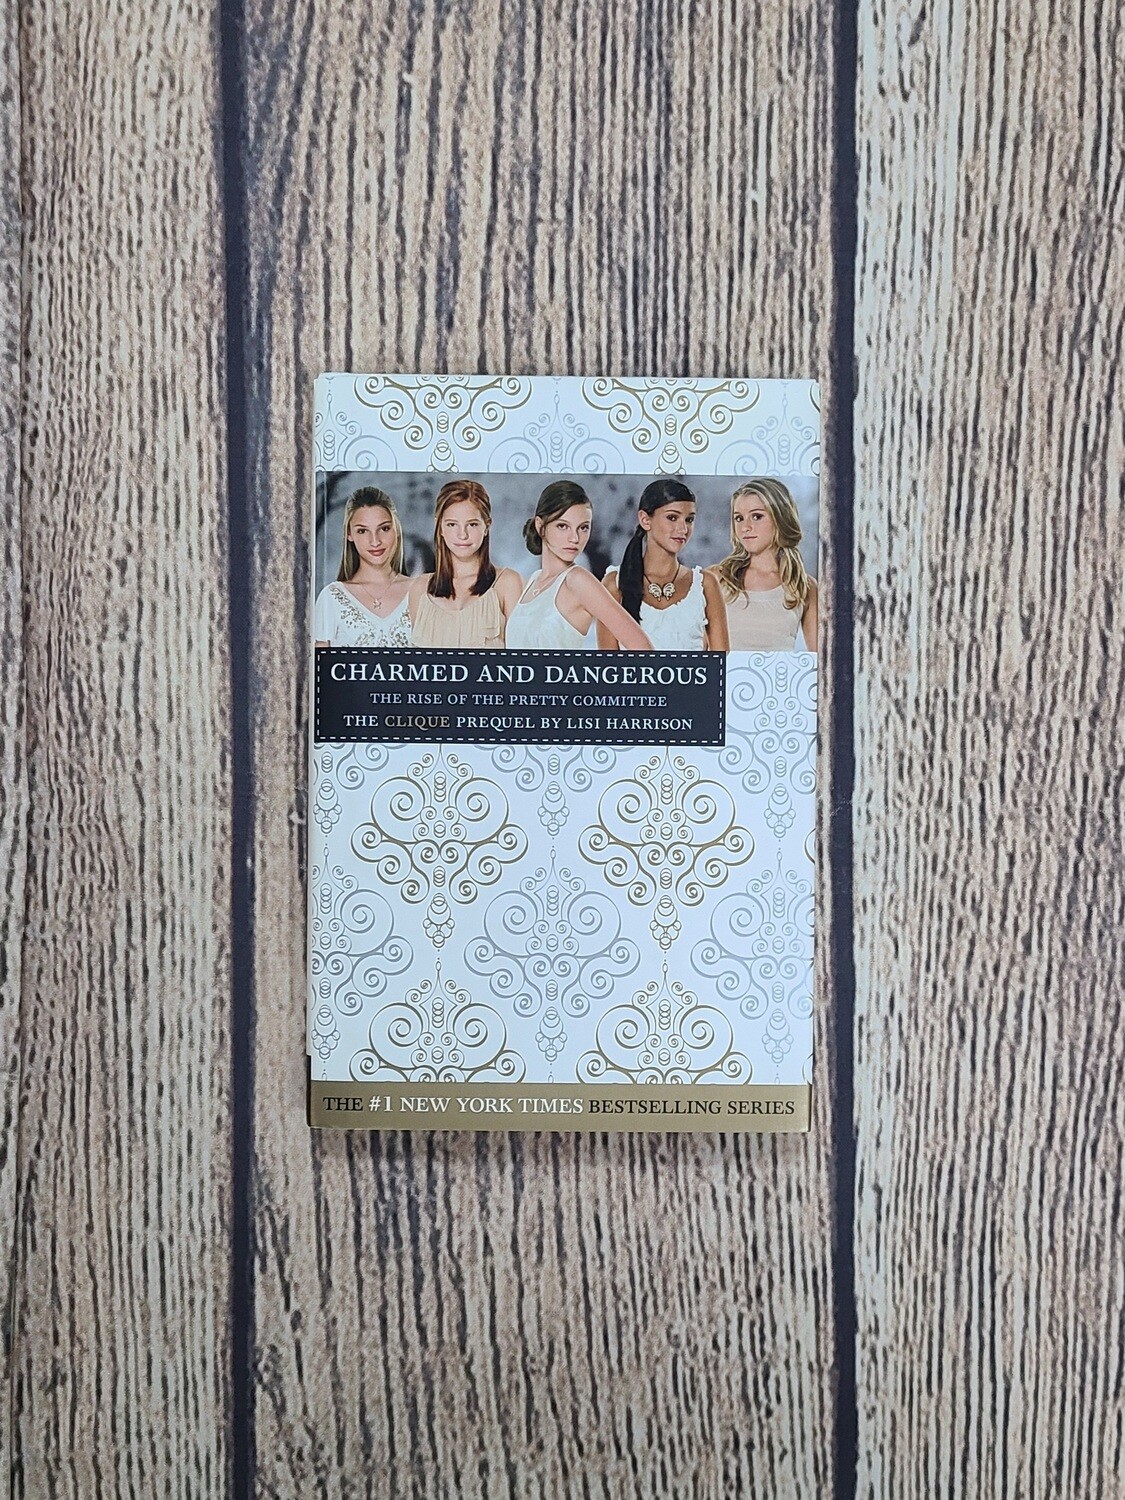 CHARMED AND DANGEROUS
THE RISE OF THE PRETTY COMMITTEE
THE CLIQUE PREQUEL BY LISI HARRISON
THE #1 NEW YORK TIMES BESTSELLING SERIES